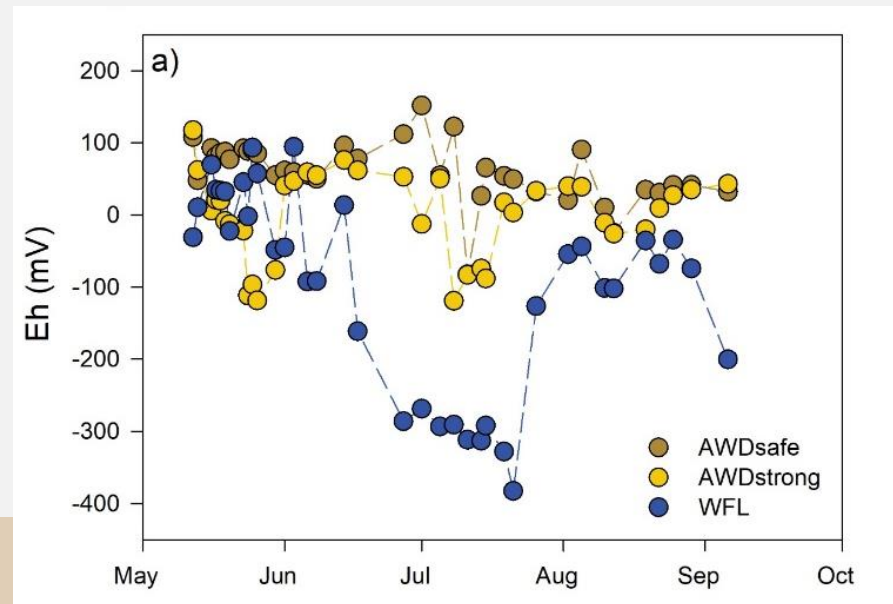 a)
200
100
0
-100
-200
-300
-400
Eh (mV)
AWDsafe
AWDstrong
WFL
May Jun Jul Aug Sep Oct